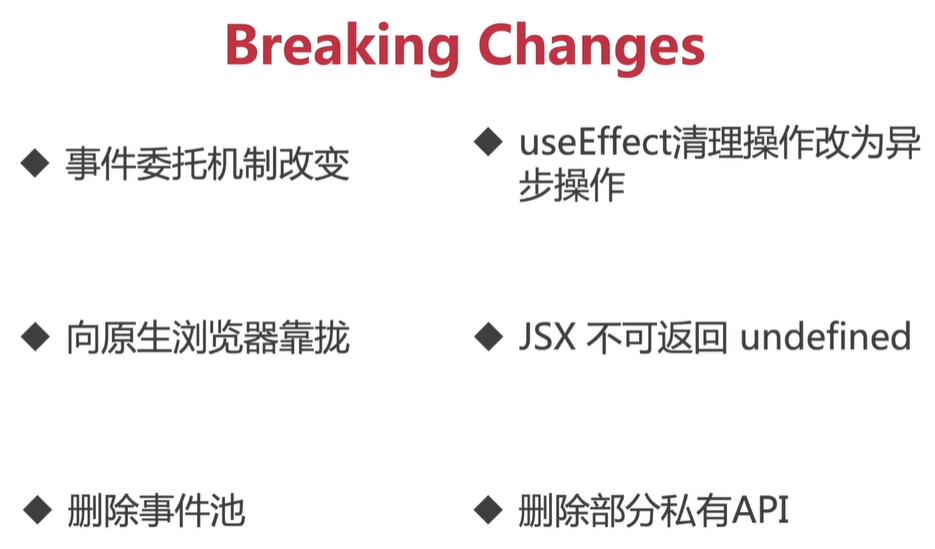 Breaking Changes
事件委托机制改变
useEffect清理操作改为异
步操作
向原生浏览器靠拢
JSX 不可返回 undefined
删除事件池
删除部分私有API